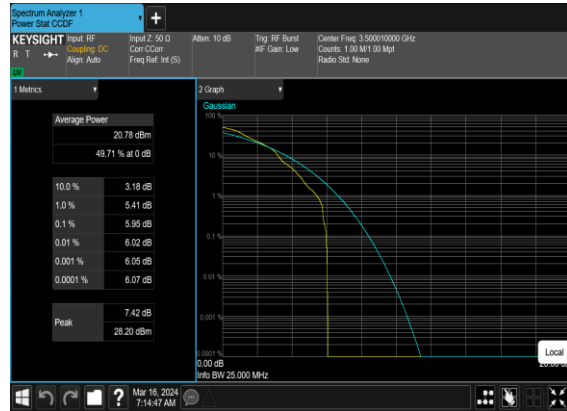 Spectrum Analyzer 1
Power Stat CCDF
+
KEYSIGHT
R T
LXI
Input: RF
Coupling: DC
Align: Auto
Input Z: 50 Ω
Corr CCorr
Freq Ref: Int (S)
Atten: 10 dB
Trig: RF Burst
#IF Gain: Low
Center Freq: 3.500010000 GHz
Counts: 1.00 M/1.00 Mpt
Radio Std: None
1 Metrics
Average Power
20.78 dBm
49.71 % at 0 dB
10.0 % 3.18 dB
1.0 % 5.41 dB
0.1 % 5.95 dB
0.01 % 6.02 dB
0.001 % 6.05 dB
0.0001 % 6.07 dB
Peak
7.42 dB
28.20 dBm
2 Graph
Gaussian
100 %
10 %
1 %
0.1 %
0.01 %
0.001 %
0.0001 %
0.00 dB
Info BW 25.000 MHz
Local
?
Mar 16, 2024
7:14:47 AM